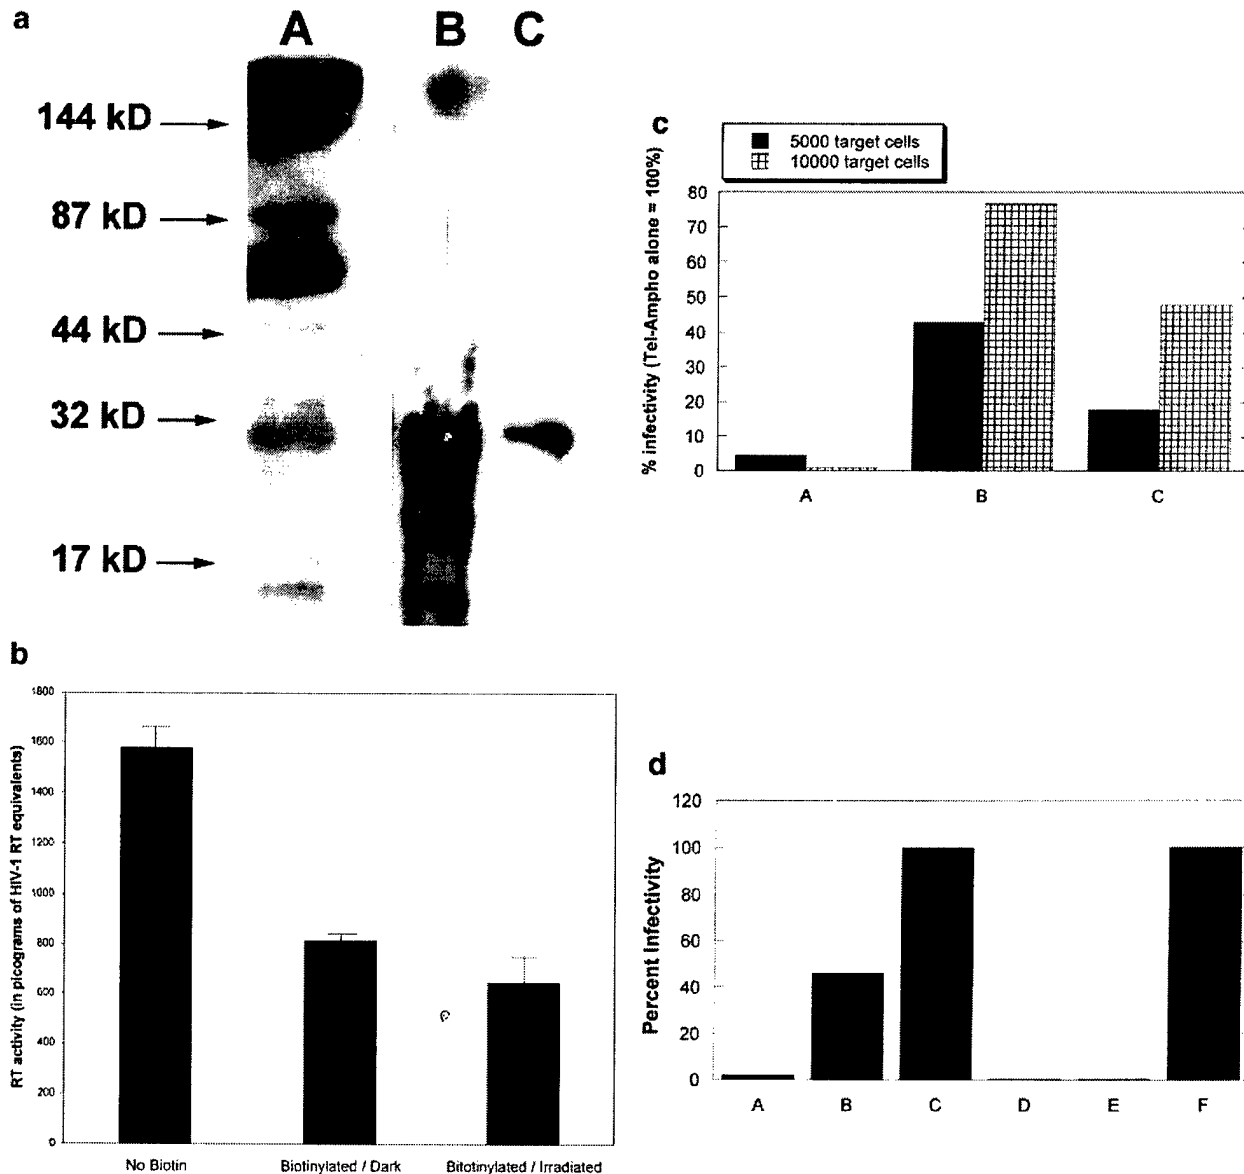 a
A B C
144 kD
87 kD
44 kD
32 kD
17 kD
b
RT activity (in picograms of HIV-1 RT equivalents)
1800
1600
1400
1200
1000
800
600
400
200
0
No Biotin
Biotinylated / Dark
Bitotinylated / Irradiated
c
5000 target cells
10000 target cells
% infectivity (Tel-Ampho alone = 100%)
80
70
60
50
40
30
20
10
0
A B C
d
Percent Infectivity
120
100
80
60
40
20
0
A B C D E F